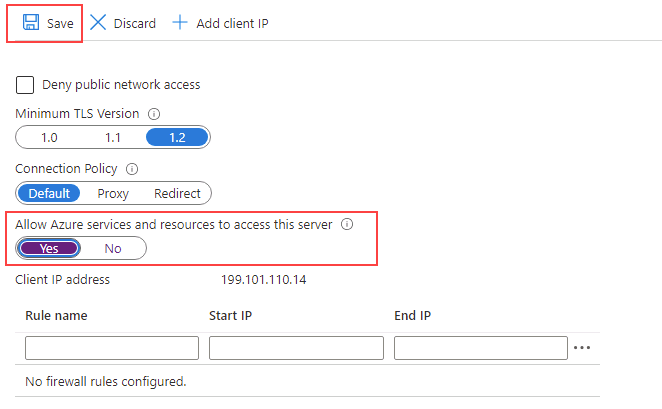 Save Discard Add client IP
Deny public network access
Minimum TLS Version
1.0 1.1 1.2
Connection Policy
Default Proxy Redirect
Allow Azure services and resources to access this server
Yes No
Client IP address 199.101.110.14
Rule name Start IP End IP
No firewall rules configured.